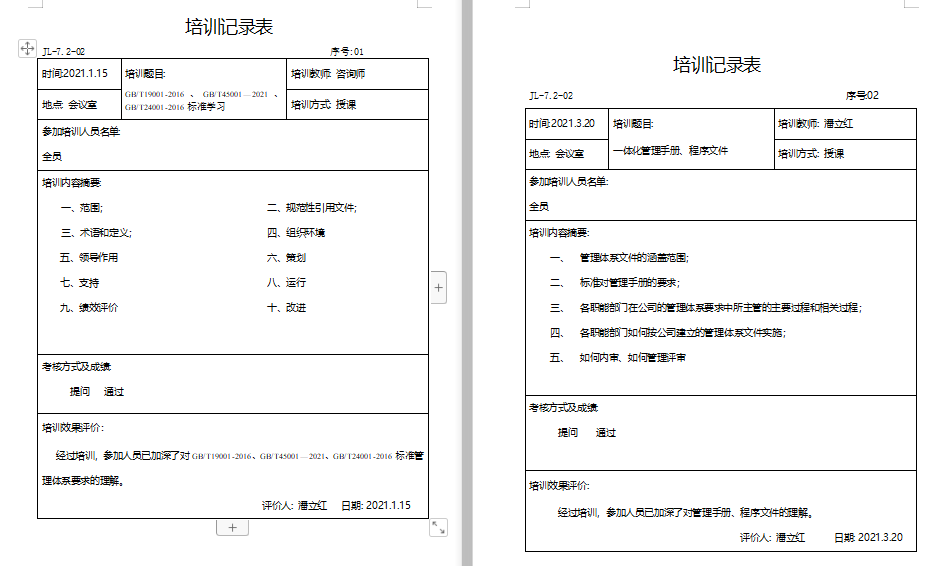 培训记录表
JL-7.2-02 序号:01
时间:2021.1.15 培训题目: 培训教师: 咨询师
GB/T19001-2016 、 GB/T45001—2021 、
GB/T24001-2016 标准学习
地点: 会议室 培训方式: 授课
参加培训人员名单:
全员
培训内容摘要:
一、范围; 二、规范性引用文件;
三、术语和定义; 四、组织环境
五、领导作用 六、策划
七、支持 八、运行
九、绩效评价 十、改进
考核方式及成绩:
提问 通过
培训效果评价:
经过培训，参加人员已加深了对 GB/T19001-2016、GB/T45001—2021、GB/T24001-2016 标准管
理体系要求的理解。
评价人: 潘立红 日期: 2021.1.15
培训记录表
JL-7.2-02 序号:02
时间:2021.3.20 培训题目: 培训教师: 潘立红
地点: 会议室 一体化管理手册、程序文件 培训方式: 授课
参加培训人员名单:
全员
培训内容摘要:
一、 管理体系文件的涵盖范围;
二、 标准对管理手册的要求;
三、 各职能部门在公司的管理体系要求中所主管的主要过程和相关过程;
四、 各职能部门如何按公司建立的管理体系文件实施;
五、 如何内审、如何管理评审
考核方式及成绩:
提问 通过
培训效果评价:
经过培训，参加人员已加深了对管理手册、程序文件的理解。
评价人: 潘立红 日期: 2021.3.20